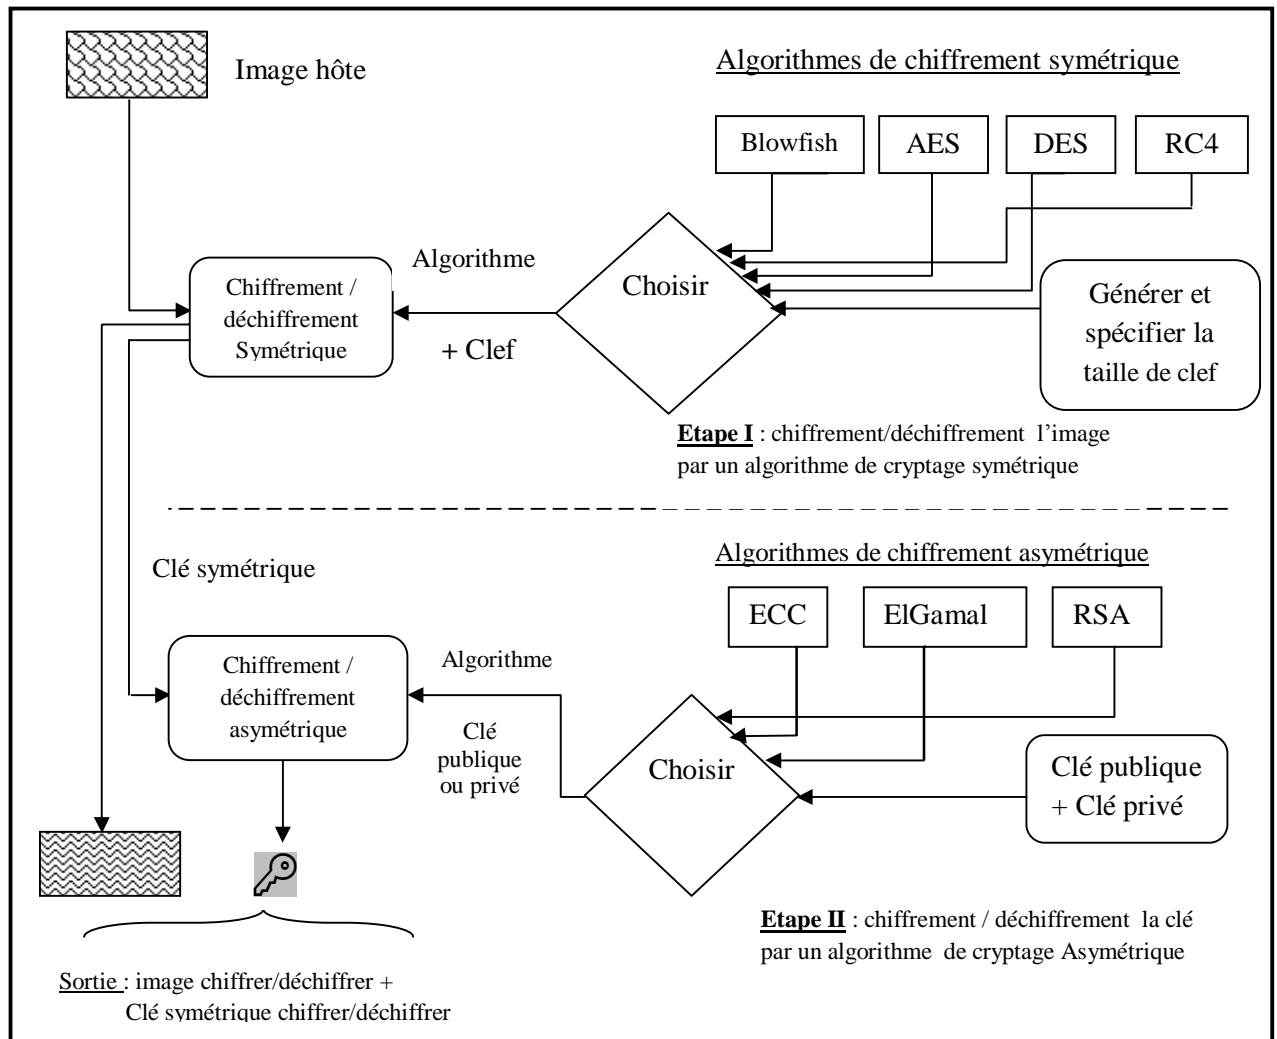 Image hôte
Algorithmes de chiffrement symétrique
Blowfish
AES
DES
RC4
Algorithme
+ Clef
Choisir
Chiffrement /
déchiffrement
Symétrique
Générer et
spécifier la
taille de clef
Etape I : chiffrement/déchiffrement l'image
par un algorithme de cryptage symétrique
Clé symétrique
Algorithmes de chiffrement asymétrique
ECC
ElGamal
RSA
Chiffrement /
déchiffrement
asymétrique
Algorithme
Clé
publique
ou privé
Choisir
Clé publique
+ Clé privé
Etape II : chiffrement / déchiffrement la clé
par un algorithme de cryptage Asymétrique
Sortie : image chiffrer/déchiffrer +
Clé symétrique chiffrer/déchiffrer